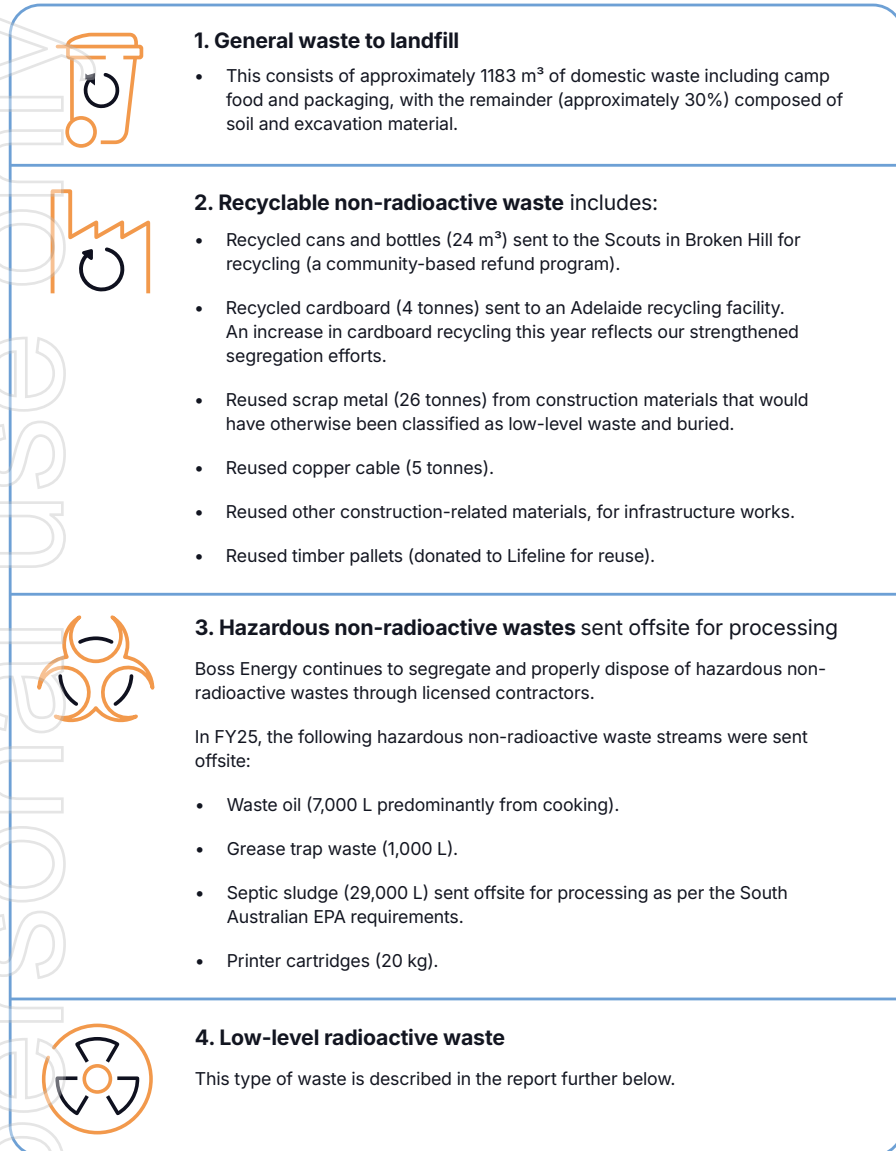 1. General waste to landfill
• This consists of approximately 1183 m³ of domestic waste including camp
food and packaging, with the remainder (approximately 30%) composed of
soil and excavation material.
2. Recyclable non-radioactive waste includes:
• Recycled cans and bottles (24 m³) sent to the Scouts in Broken Hill for
recycling (a community-based refund program).
• Recycled cardboard (4 tonnes) sent to an Adelaide recycling facility.
An increase in cardboard recycling this year reflects our strengthened
segregation efforts.
• Reused scrap metal (26 tonnes) from construction materials that would
have otherwise been classified as low-level waste and buried.
• Reused copper cable (5 tonnes).
• Reused other construction-related materials, for infrastructure works.
• Reused timber pallets (donated to Lifeline for reuse).
3. Hazardous non-radioactive wastes sent offsite for processing
Boss Energy continues to segregate and properly dispose of hazardous non-
radioactive wastes through licensed contractors.
In FY25, the following hazardous non-radioactive waste streams were sent
offsite:
• Waste oil (7,000 L predominantly from cooking).
• Grease trap waste (1,000 L).
• Septic sludge (29,000 L) sent offsite for processing as per the South
Australian EPA requirements.
• Printer cartridges (20 kg).
4. Low-level radioactive waste
This type of waste is described in the report further below.
ersonal use only